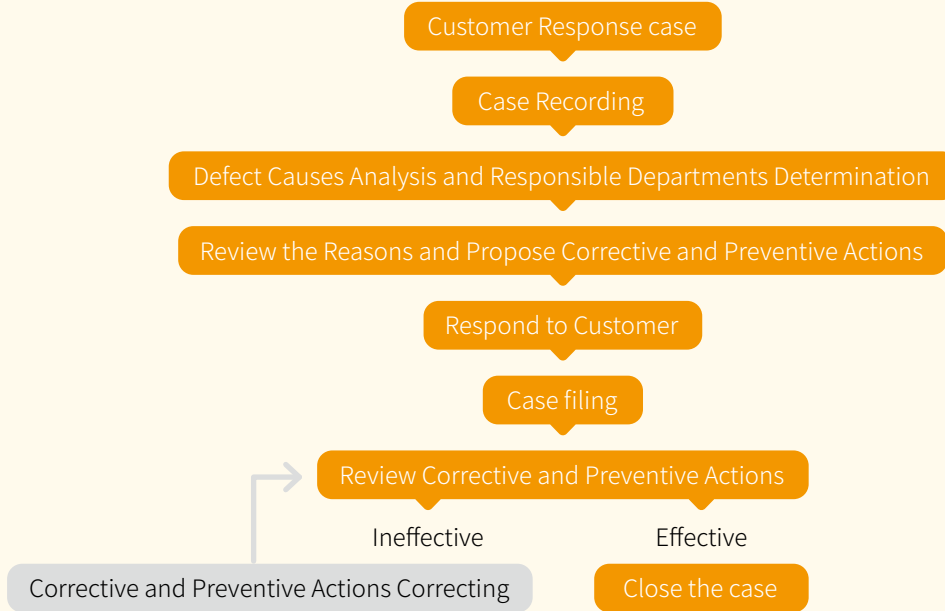 Customer Response case
Case Recording
Defect Causes Analysis and Responsible Departments Determination
Review the Reasons and Propose Corrective and Preventive Actions
Respond to Customer
Case filing
Review Corrective and Preventive Actions
Ineffective
Effective
Corrective and Preventive Actions Correcting
Close the case